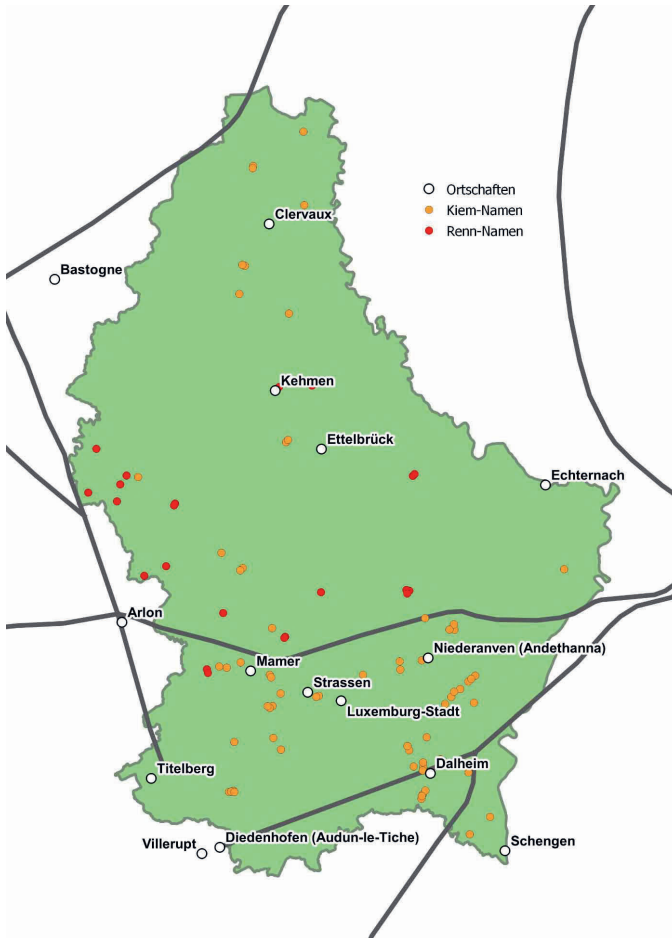 Ortschaften
Kiem-Namen
Renn-Namen
Clervaux
Bastogne
Kehmen
Ettelbrück
Echternach
Arlon
Niederanven (Andethanna)
Mamer
Strassen
Luxemburg-Stadt
Titelberg
Dalheim
Diedenhofen (Audun-le-Tiche)
Villerupt
Schengen